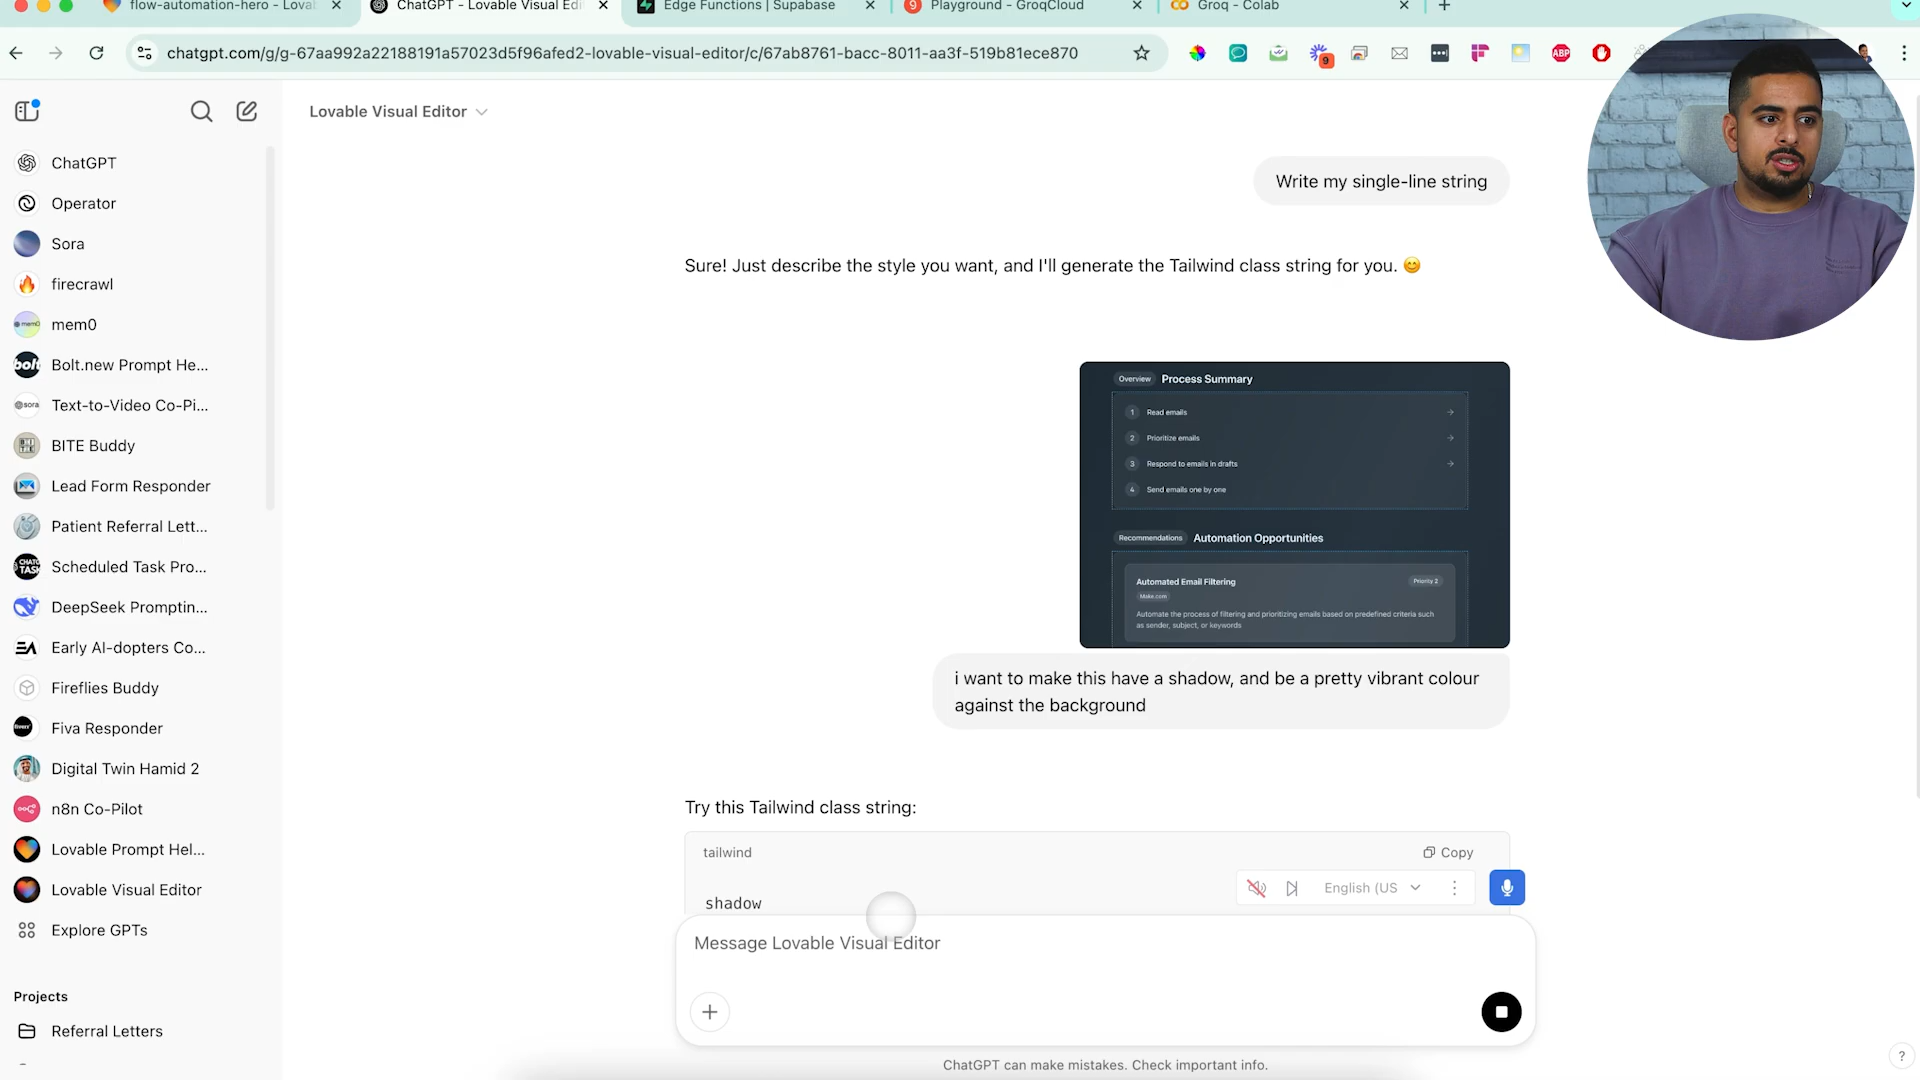 flow-automation-hero - Lovab
ChatGPT - Lovable Visual Edi
Edge Functions | Supabase
Playground - GroqCloud
Groq - Colab
chatgpt.com/g/g-67aa992a22188191a57023d5f96afed2-lovable-visual-editor/c/67ab8761-bacc-8011-aa3f-519b81ece870
9
ABP
Lovable Visual Editor
ChatGPT
Operator
Sora
firecrawl
mem0
Bolt.new Prompt He...
Text-to-Video Co-Pi...
BITE Buddy
Lead Form Responder
Patient Referral Lett...
Scheduled Task Pro...
DeepSeek Promptin...
Early AI-dopters Co...
Fireflies Buddy
Fiva Responder
Digital Twin Hamid 2
n8n Co-Pilot
Lovable Prompt Hel...
Lovable Visual Editor
Explore GPTs
Projects
Referral Letters
Write my single-line string
Sure! Just describe the style you want, and I'll generate the Tailwind class string for you. 😊
Overview Process Summary
1 Read emails
2 Prioritize emails
3 Respond to emails in drafts
4 Send emails one by one
Recommendations Automation Opportunities
Automated Email Filtering Priority 2
Make.com
Automate the process of filtering and prioritizing emails based on predefined criteria such
as sender, subject, or keywords
i want to make this have a shadow, and be a pretty vibrant colour
against the background
Try this Tailwind class string:
tailwind Copy
English (US
shadow
Message Lovable Visual Editor
ChatGPT can make mistakes. Check important info.
?